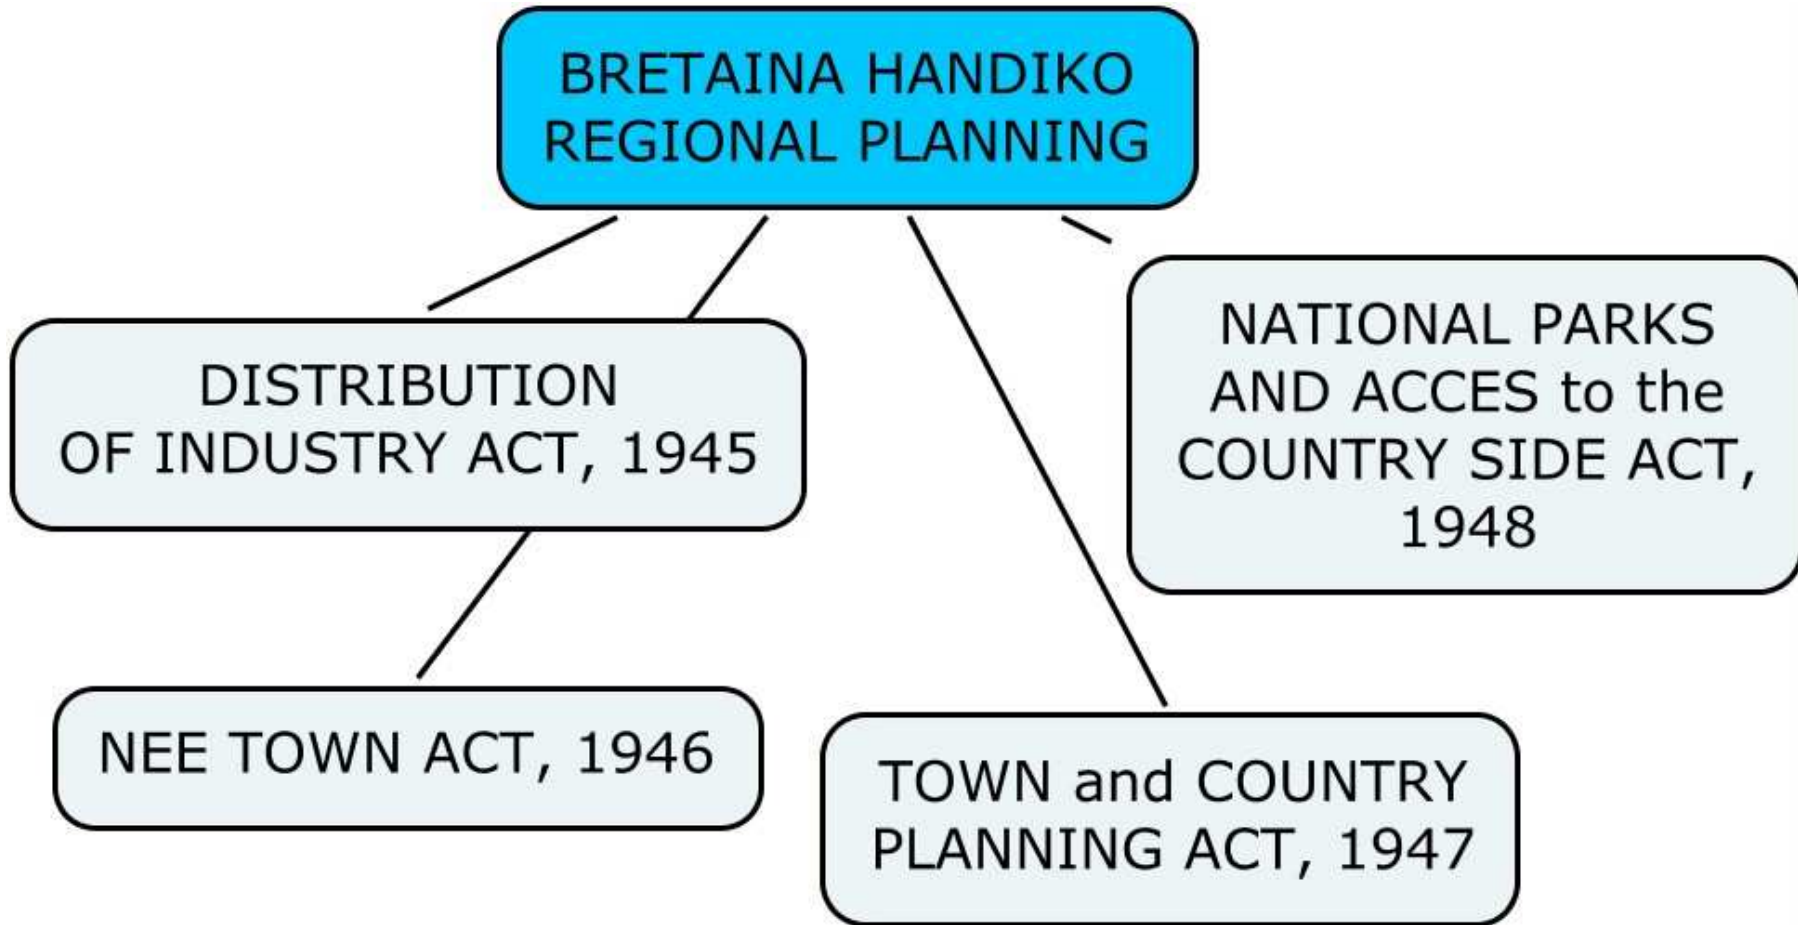 BRETAINA HANDIKO
REGIONAL PLANNING
DISTRIBUTION
OF INDUSTRY ACT, 1945
NATIONAL PARKS
AND ACCES to the
COUNTRY SIDE ACT,
1948
NEE TOWN ACT, 1946
TOWN and COUNTRY
PLANNING ACT, 1947